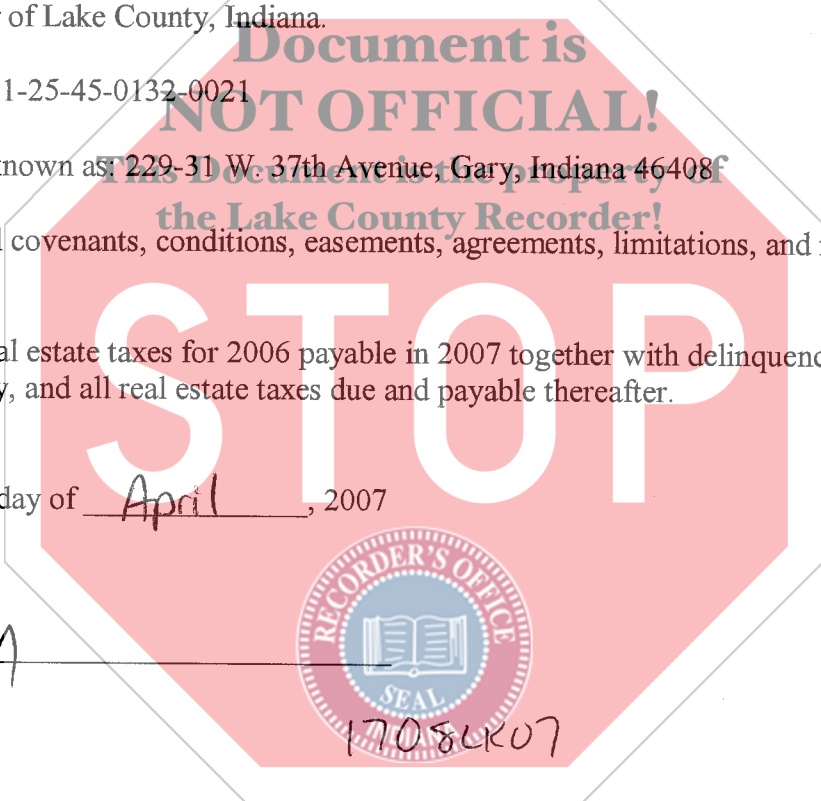 of Lake County, Indiana.
Document is
1-25-45-0132-0021
NOT OFFICIAL!
nown as: 229-31 W. 37th Avenue, Gary, Indiana 46408
This Document is the property of
the Lake County Recorder!
covenants, conditions, easements, agreements, limitations, and
STOP
al estate taxes for 2006 payable in 2007 together with delinquenc
y, and all real estate taxes due and payable thereafter.
day of April, 2007
RECORDER'S OFFICE
SEAL
INDIANA
1708LK07